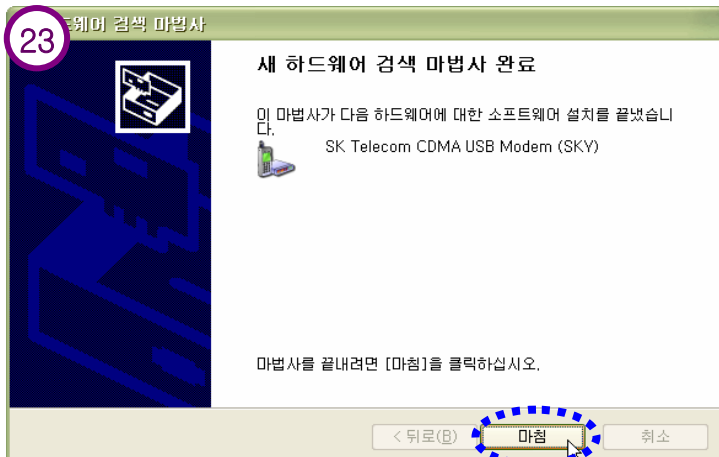 23
드웨어 검색 마법사
새 하드웨어 검색 마법사 완료
이 마법사가 다음 하드웨어에 대한 소프트웨어 설치를 끝냈습니
다.
SK Telecom CDMA USB Modem (SKY)
마법사를 끝내려면 [마침]을 클릭하십시오.
< 뒤로(B) 마침 취소